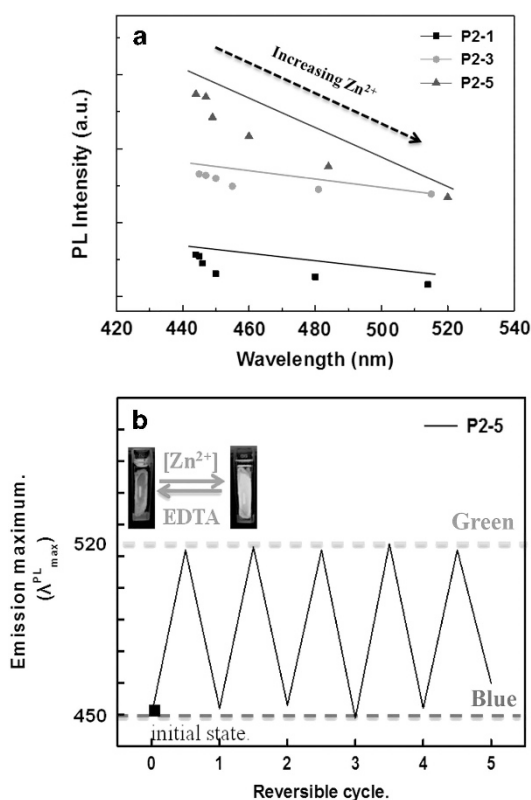 a
P2-1
P2-3
P2-5
Increasing Zn²⁺
PL Intensity (a.u.)
420 440 460 480 500 520 540
Wavelength (nm)
b
P2-5
[Zn²⁺]
EDTA
Green
520
Emission maximum.
(λᴾᴸmax)
Blue
450
initial state.
0 1 2 3 4 5
Reversible cycle.